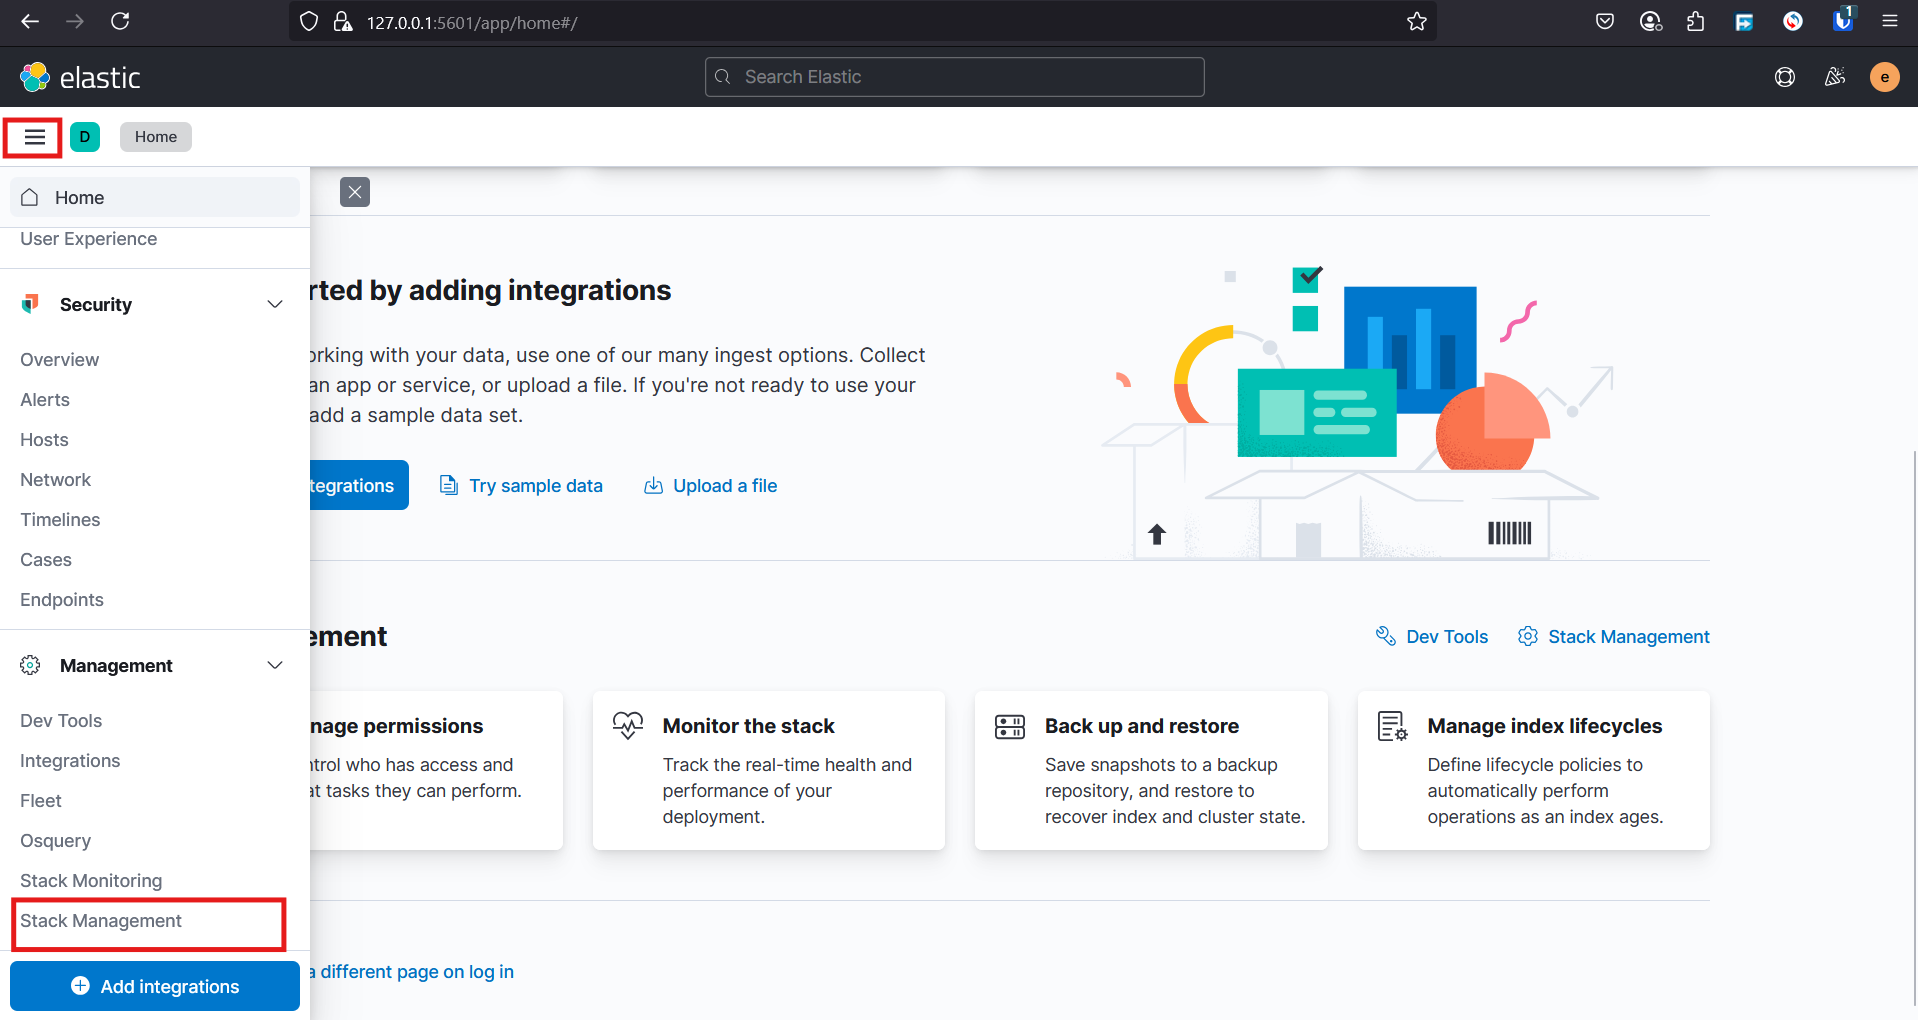 127.0.0.1:5601/app/home#/
1
elastic
Search Elastic
e
D
Home
Home
User Experience
Security
Overview
Alerts
Hosts
Network
Timelines
Cases
Endpoints
Management
Dev Tools
Integrations
Fleet
Osquery
Stack Monitoring
Stack Management
Add integrations
rted by adding integrations
orking with your data, use one of our many ingest options. Collect
an app or service, or upload a file. If you're not ready to use your
add a sample data set.
tegrations
Try sample data
Upload a file
ement
Dev Tools
Stack Management
nage permissions
ntrol who has access and
at tasks they can perform.
Monitor the stack
Track the real-time health and
performance of your
deployment.
Back up and restore
Save snapshots to a backup
repository, and restore to
recover index and cluster state.
Manage index lifecycles
Define lifecycle policies to
automatically perform
operations as an index ages.
a different page on log in